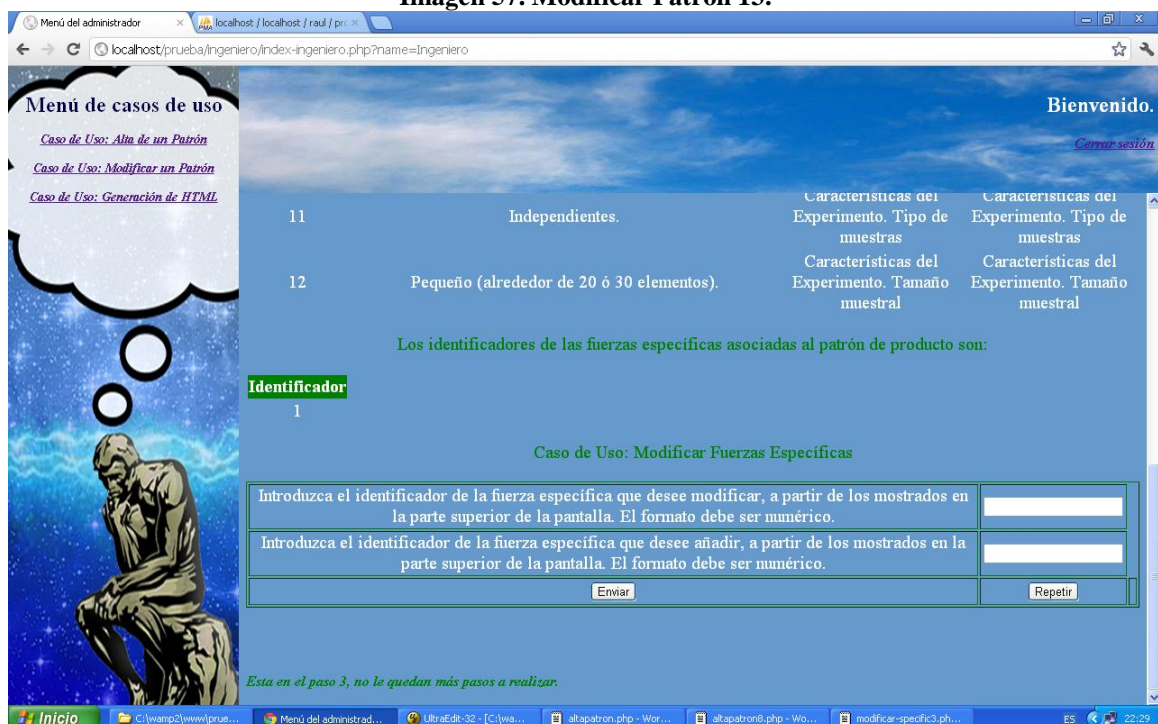 Imagen 57. Modificar Patrón 15.
Menú del administrador
localhost / localhost / raul / pro
localhost/prueba/ingeniero/index-ingeniero.php?name=Ingeniero
Menú de casos de uso
Caso de Uso: Alta de un Patrón
Caso de Uso: Modificar un Patrón
Caso de Uso: Generación de HTML
Bienvenido.
Cerrar sesión
11
Independientes.
Características del
Experimento. Tipo de
muestras
Características del
Experimento. Tipo de
muestras
12
Pequeño (alrededor de 20 ó 30 elementos).
Características del
Experimento. Tamaño
muestral
Características del
Experimento. Tamaño
muestral
Los identificadores de las fuerzas específicas asociadas al patrón de producto son:
Identificador
1
Caso de Uso: Modificar Fuerzas Específicas
Introduzca el identificador de la fuerza específica que desee modificar, a partir de los mostrados en
la parte superior de la pantalla. El formato debe ser numérico.
Introduzca el identificador de la fuerza específica que desee añadir, a partir de los mostrados en la
parte superior de la pantalla. El formato debe ser numérico.
Enviar
Repetir
Esta en el paso 3, no le quedan más pasos a realizar.
Inicio
C:\wamp2\www\prue...
Menú del administrad...
UltraEdit-32 - [C:\wa...
altapatron.php - Wor...
altapatron8.php - Wo...
modificar-specific3.ph...
ES
22:29